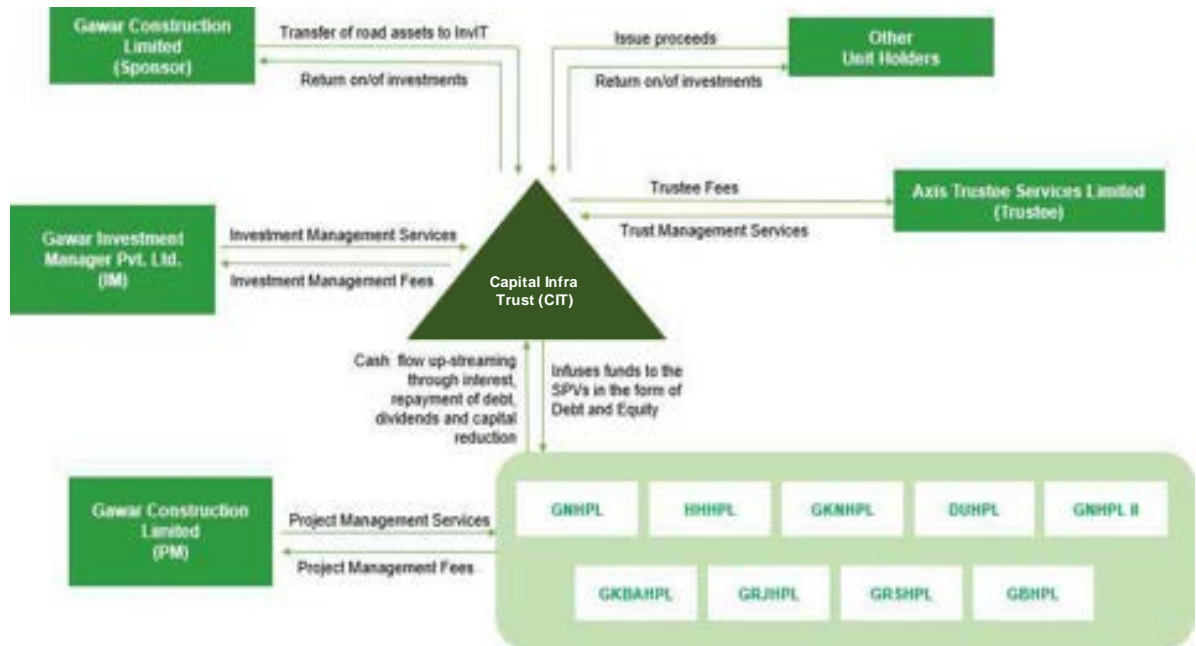 Gawar Construction
Limited
(Sponsor)
Transfer of road assets to InvIT
Return on/of investments
Issue proceeds
Return on/of investments
Other
Unit Holders
Trustee Fees
Trust Management Services
Axis Trustee Services Limited
(Trustee)
Gawar Investment
Manager Pvt. Ltd.
(IM)
Investment Management Services
Investment Management Fees
Capital Infra
Trust (CIT)
Cash flow up-streaming
through interest,
repayment of debt,
dividends and capital
reduction
Infuses funds to the
SPVs in the form of
Debt and Equity
Gawar Construction
Limited
(PM)
Project Management Services
Project Management Fees
GNHPL
HHHPL
GKNHPL
DUHPL
GNHPL II
GKBAHPL
GRJHPL
GRSHPL
GBHPL